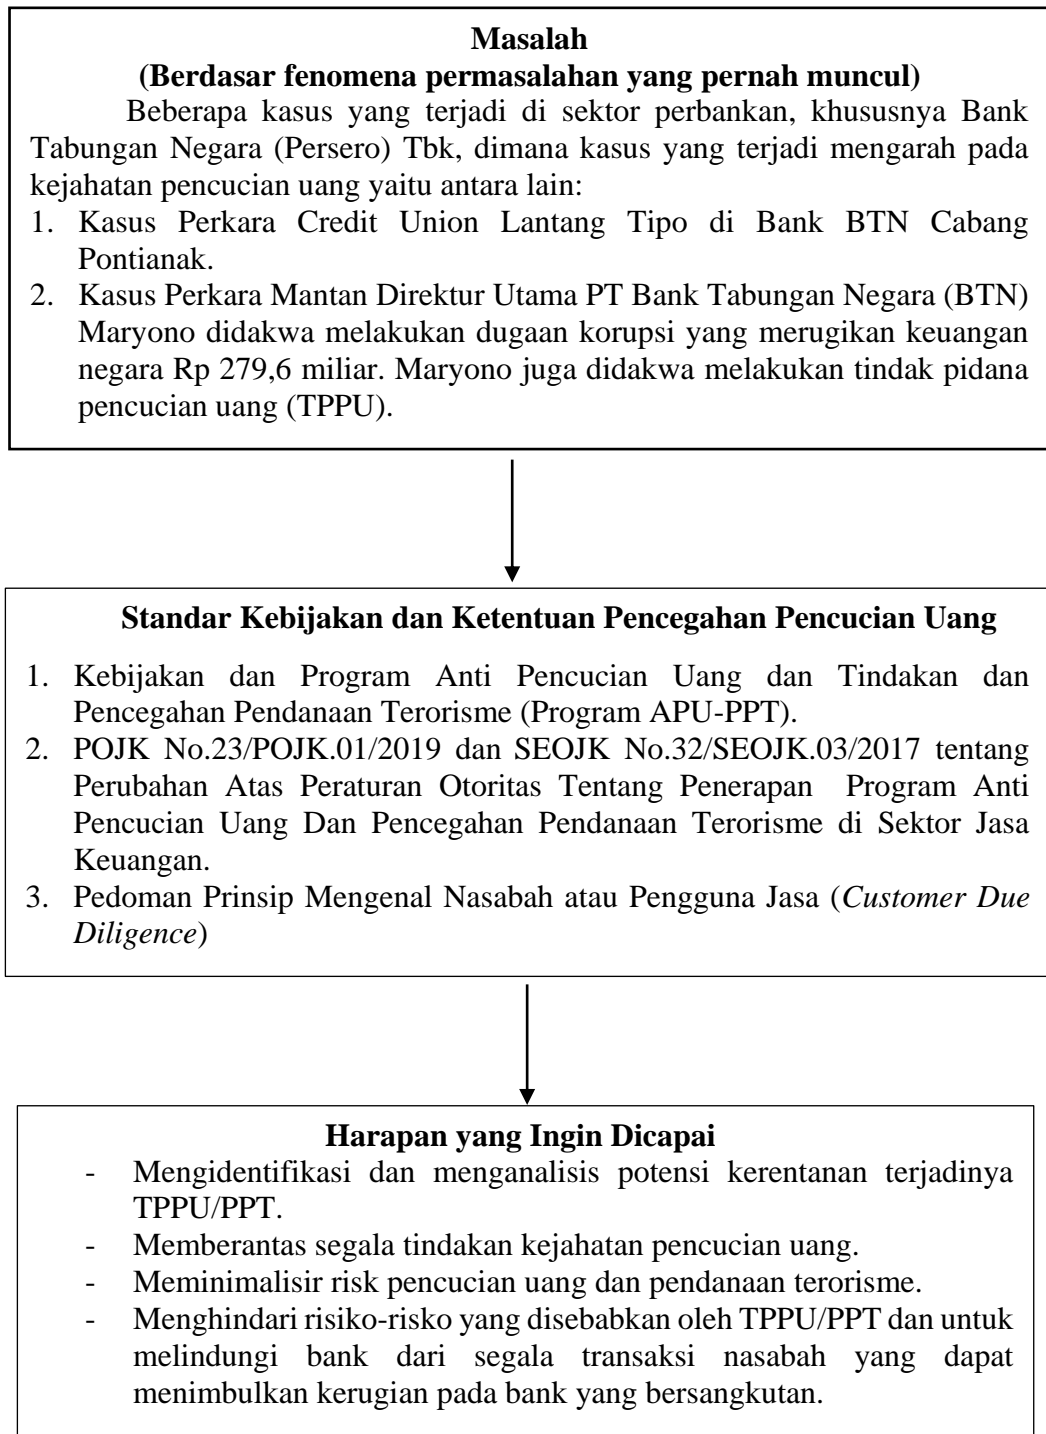 Masalah
(Berdasar fenomena permasalahan yang pernah muncul)
Beberapa kasus yang terjadi di sektor perbankan, khususnya Bank
Tabungan Negara (Persero) Tbk, dimana kasus yang terjadi mengarah pada
kejahatan pencucian uang yaitu antara lain:
1. Kasus Perkara Credit Union Lantang Tipo di Bank BTN Cabang
Pontianak.
2. Kasus Perkara Mantan Direktur Utama PT Bank Tabungan Negara (BTN)
Maryono didakwa melakukan dugaan korupsi yang merugikan keuangan
negara Rp 279,6 miliar. Maryono juga didakwa melakukan tindak pidana
pencucian uang (TPPU).
Standar Kebijakan dan Ketentuan Pencegahan Pencucian Uang
1. Kebijakan dan Program Anti Pencucian Uang dan Tindakan dan
Pencegahan Pendanaan Terorisme (Program APU-PPT).
2. POJK No.23/POJK.01/2019 dan SEOJK No.32/SEOJK.03/2017 tentang
Perubahan Atas Peraturan Otoritas Tentang Penerapan Program Anti
Pencucian Uang Dan Pencegahan Pendanaan Terorisme di Sektor Jasa
Keuangan.
3. Pedoman Prinsip Mengenal Nasabah atau Pengguna Jasa (Customer Due
Diligence)
Harapan yang Ingin Dicapai
- Mengidentifikasi dan menganalisis potensi kerentanan terjadinya
TPPU/PPT.
- Memberantas segala tindakan kejahatan pencucian uang.
- Meminimalisir risk pencucian uang dan pendanaan terorisme.
- Menghindari risiko-risko yang disebabkan oleh TPPU/PPT dan untuk
melindungi bank dari segala transaksi nasabah yang dapat
menimbulkan kerugian pada bank yang bersangkutan.